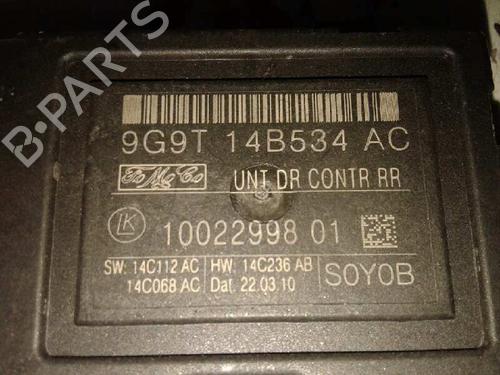 9G9T 14B534 AC
FoMoCo UNT DR CONTR RR
LK 10022998 01
SW: 14C112 AC HW: 14C236 AB
14C068 AC Dat. 22.03.10 S0Y0B
B-PARTS